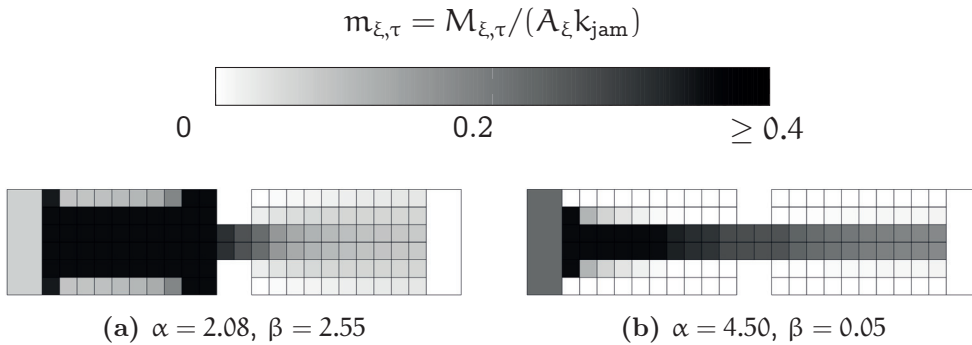 m_{ξ,τ} = M_{ξ,τ}/(A_ξ k_jam)
0 0.2 ≥ 0.4
(a) α = 2.08, β = 2.55
(b) α = 4.50, β = 0.05